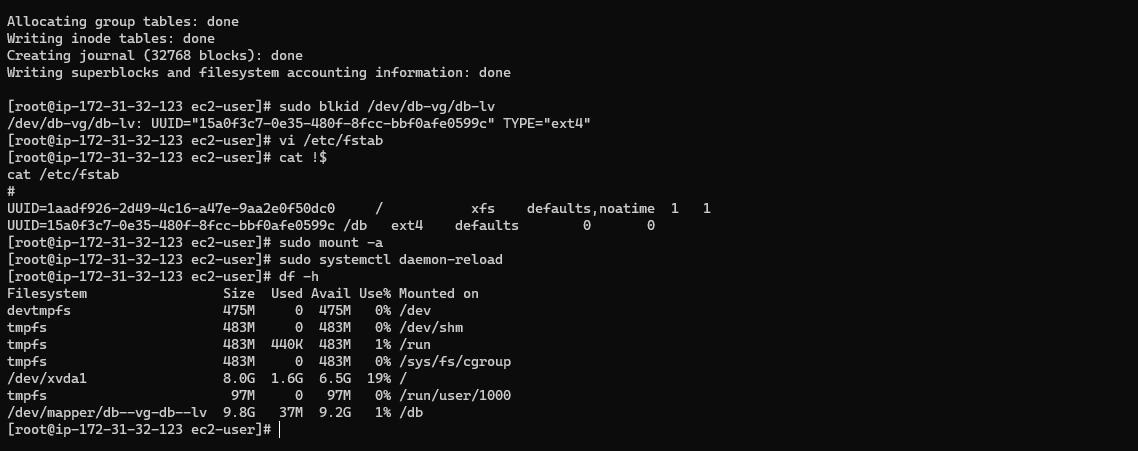 Allocating group tables: done
Writing inode tables: done
Creating journal (32768 blocks): done
Writing superblocks and filesystem accounting information: done

[root@ip-172-31-32-123 ec2-user]# sudo blkid /dev/db-vg/db-lv
/dev/db-vg/db-lv: UUID="15a0f3c7-0e35-480f-8fcc-bbf0afe0599c" TYPE="ext4"
[root@ip-172-31-32-123 ec2-user]# vi /etc/fstab
[root@ip-172-31-32-123 ec2-user]# cat !$
cat /etc/fstab
#
UUID=1aadf926-2d49-4c16-a47e-9aa2e0f50dc0     /           xfs    defaults,noatime  1   1
UUID=15a0f3c7-0e35-480f-8fcc-bbf0afe0599c /db   ext4    defaults        0       0
[root@ip-172-31-32-123 ec2-user]# sudo mount -a
[root@ip-172-31-32-123 ec2-user]# sudo systemctl daemon-reload
[root@ip-172-31-32-123 ec2-user]# df -h
Filesystem                 Size  Used Avail Use% Mounted on
devtmpfs                   475M     0  475M   0% /dev
tmpfs                      483M     0  483M   0% /dev/shm
tmpfs                      483M  440K  483M   1% /run
tmpfs                      483M     0  483M   0% /sys/fs/cgroup
/dev/xvda1                 8.0G  1.6G  6.5G  19% /
tmpfs                       97M     0   97M   0% /run/user/1000
/dev/mapper/db--vg-db--lv  9.8G   37M  9.2G   1% /db
[root@ip-172-31-32-123 ec2-user]#